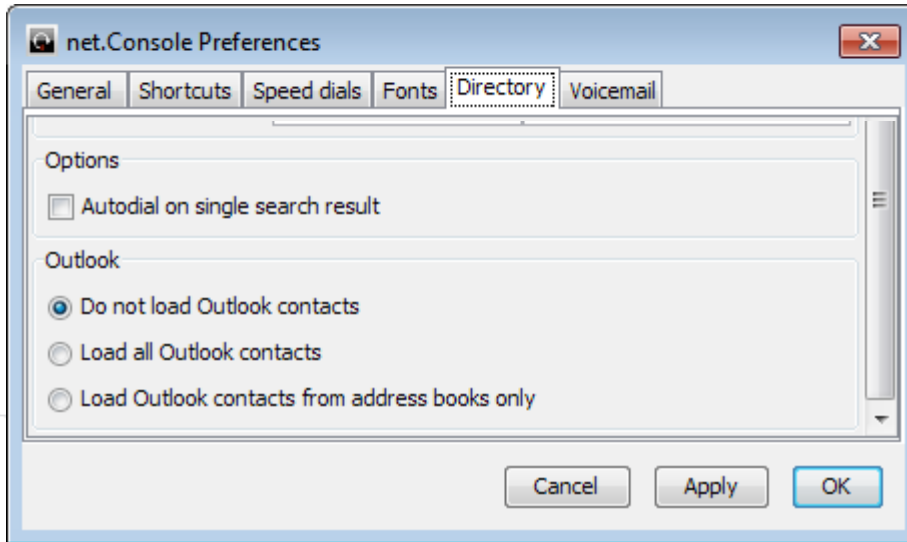 net.Console Preferences
General Shortcuts Speed dials Fonts Directory Voicemail
Options
Autodial on single search result
Outlook
Do not load Outlook contacts
Load all Outlook contacts
Load Outlook contacts from address books only
Cancel Apply OK